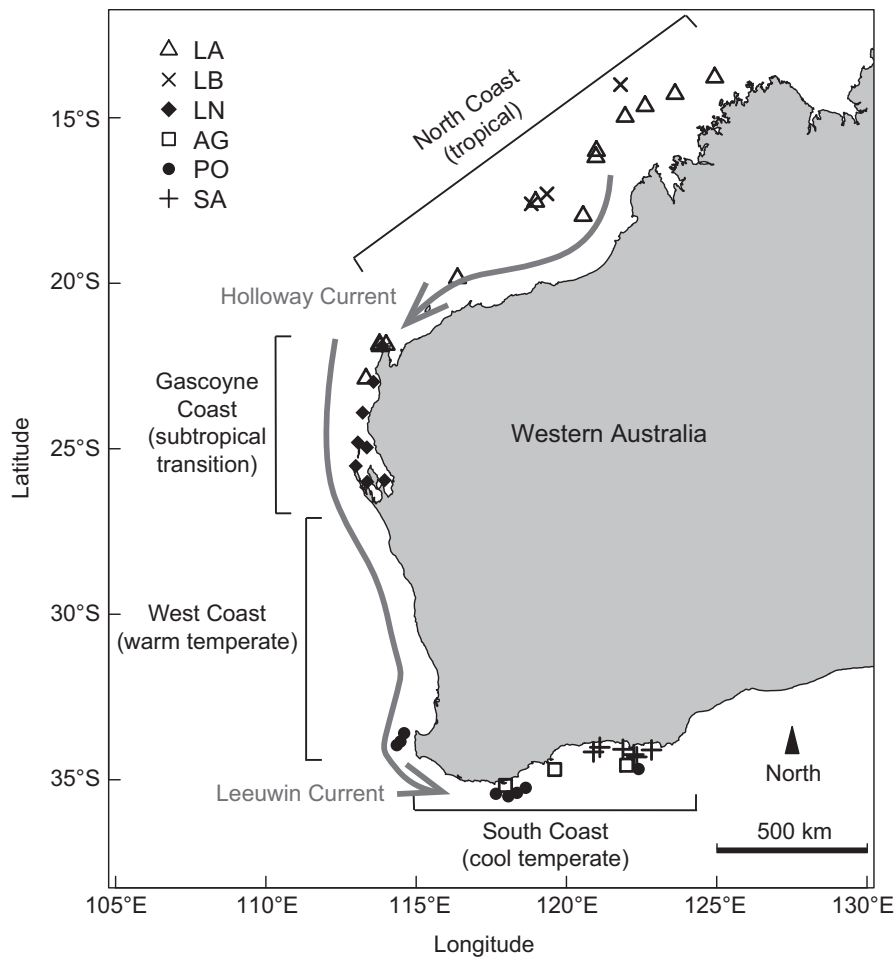 LA
LB
LN
AG
PO
SA
North Coast
(tropical)
15°S
20°S
25°S
30°S
35°S
Latitude
Holloway Current
Gascoyne
Coast
(subtropical
transition)
Western Australia
West Coast
(warm temperate)
Leeuwin Current
North
South Coast
(cool temperate)
500 km
105°E
110°E
115°E
120°E
125°E
130°E
Longitude